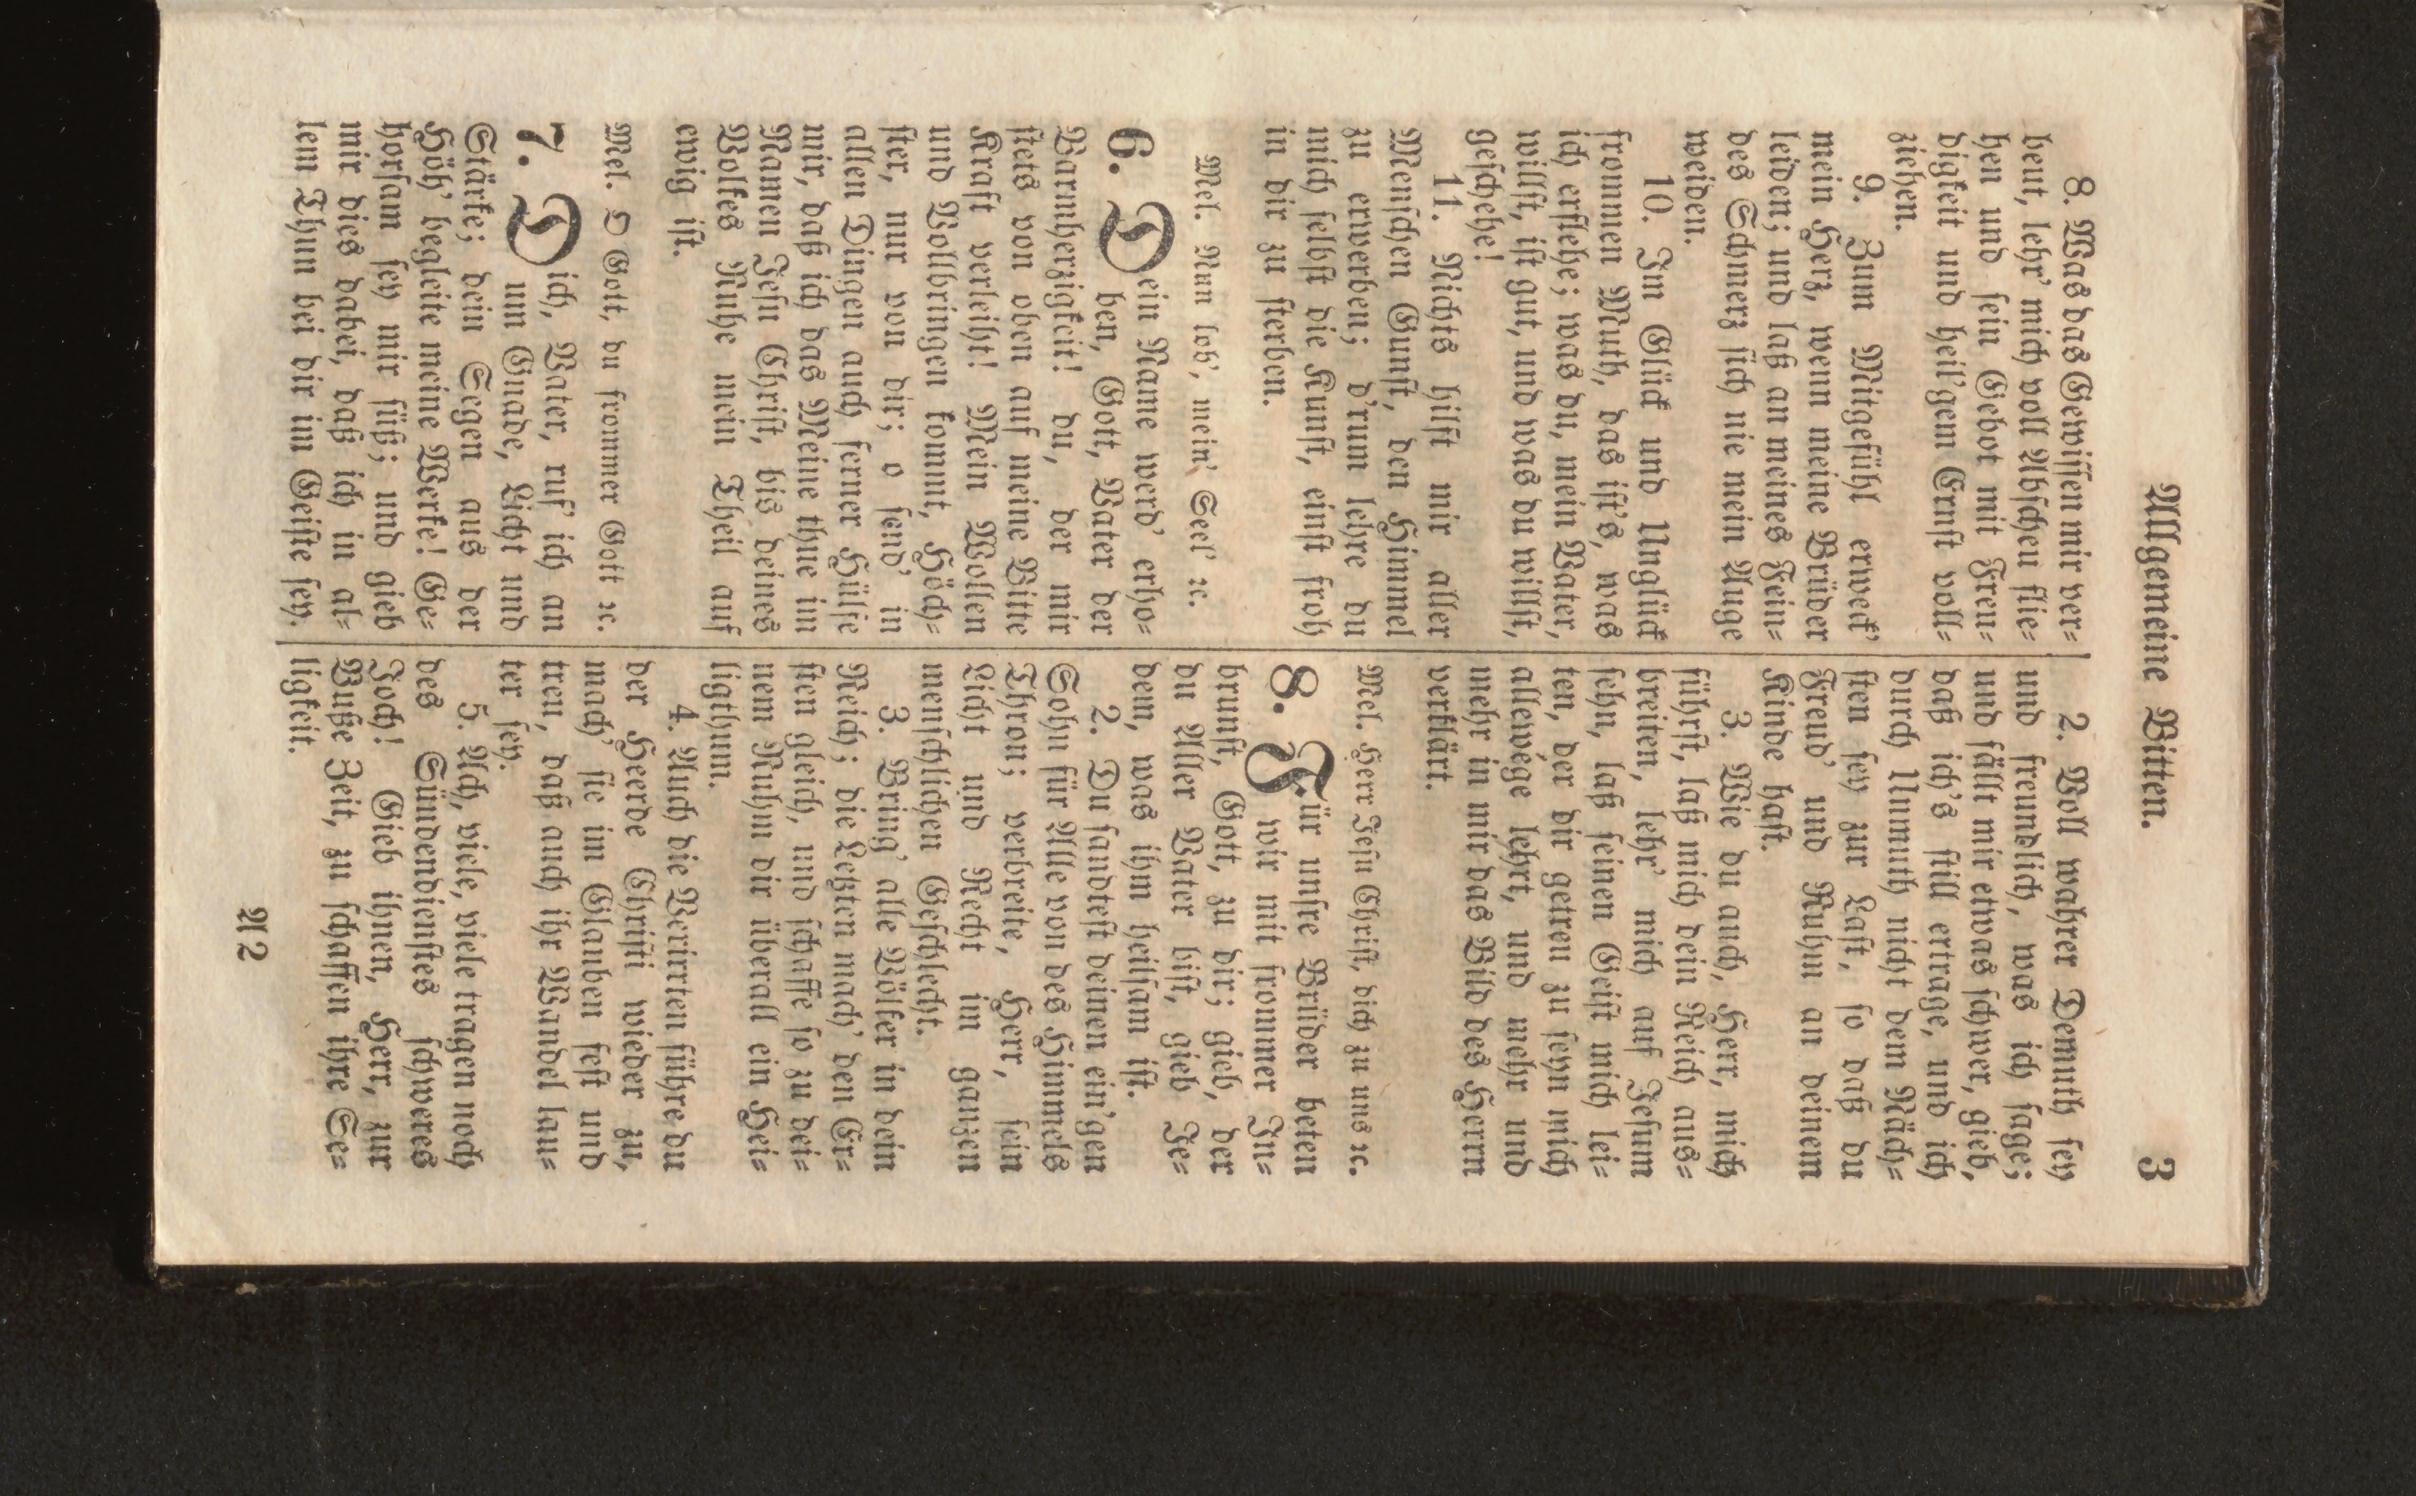 Allgemeine Bitten. 3
8. Was das Gewissen mir ver=
beut, lehr' mich voll Abscheu flie=
hen und sein Gebot mit Freu=
digkeit und heil'gem Ernst voll=
ziehen.
9. Zum Mitgefühl erweck'
mein Herz, wenn meine Brüder
leiden; und laß an meines Fein=
des Schmerz sich nie mein Auge
weiden.
10. Im Glück und Unglück
frommen Muth, das ist's, was
ich erflehe; was du, mein Vater,
willst, ist gut, und was du willst,
geschehe!
11. Nichts hilft mir aller
Menschen Gunst, den Himmel
zu erwerben; d'rum lehre du
mich selbst die Kunst, einst froh
in dir zu sterben.
Mel. Nun lob', mein' Seel' ꝛc.
6. Dein Name werd' erho=
ben, Gott, Vater der
Barmherzigkeit! du, der mir
stets von oben auf meine Bitte
Kraft verleiht! Mein Wollen
und Vollbringen kommt, Höch=
ster, nur von dir; o send' in
allen Dingen auch ferner Hülfe
mir, daß ich das Meine thue im
Namen Jesu Christ, bis deines
Volkes Ruhe mein Theil auf
ewig ist.
Mel. O Gott, du frommer Gott ꝛc.
7. Dich, Vater, ruf' ich an
um Gnade, Licht und
Stärke; dein Segen aus der
Höh' begleite meine Werke! Ge=
horsam sey mir süß; und gieb
mir dies dabei, daß ich in al=
lem Thun bei dir im Geiste sey.
2. Voll wahrer Demuth sey
und freundlich, was ich sage;
und fällt mir etwas schwer, gieb,
daß ich's still ertrage, und ich
durch Unmuth nicht dem Näch=
sten sey zur Last, so daß du
Freud' und Ruhm an deinem
Kinde hast.
3. Wie du auch, Herr, mich
führst, laß mich dein Reich aus=
breiten, lehr' mich auf Jesum
sehn, laß seinen Geist mich lei=
ten, der dir getreu zu seyn mich
allewege lehrt, und mehr und
mehr in mir das Bild des Herrn
verklärt.
Mel. Herr Jesu Christ, dich zu uns ꝛc.
8. Für unsre Brüder beten
wir mit frommer In=
brunst, Gott, zu dir; gieb, der
du Aller Vater bist, gieb Je=
dem, was ihm heilsam ist.
2. Du sandtest deinen ein'gen
Sohn für Alle von des Himmels
Thron; verbreite, Herr, sein
Licht und Recht im ganzen
menschlichen Geschlecht.
3. Bring' alle Völker in dein
Reich; die Letzten mach' den Er=
sten gleich, und schaffe so zu dei=
nem Ruhm dir überall ein Hei=
ligthum.
4. Auch die Verirrten führe du
der Heerde Christi wieder zu,
mach' sie im Glauben fest und
treu, daß auch ihr Wandel lau=
ter sey.
5. Ach, viele, viele tragen noch
des Sündendienstes schweres
Joch! Gieb ihnen, Herr, zur
Buße Zeit, zu schaffen ihre Se=
ligkeit.
A 2